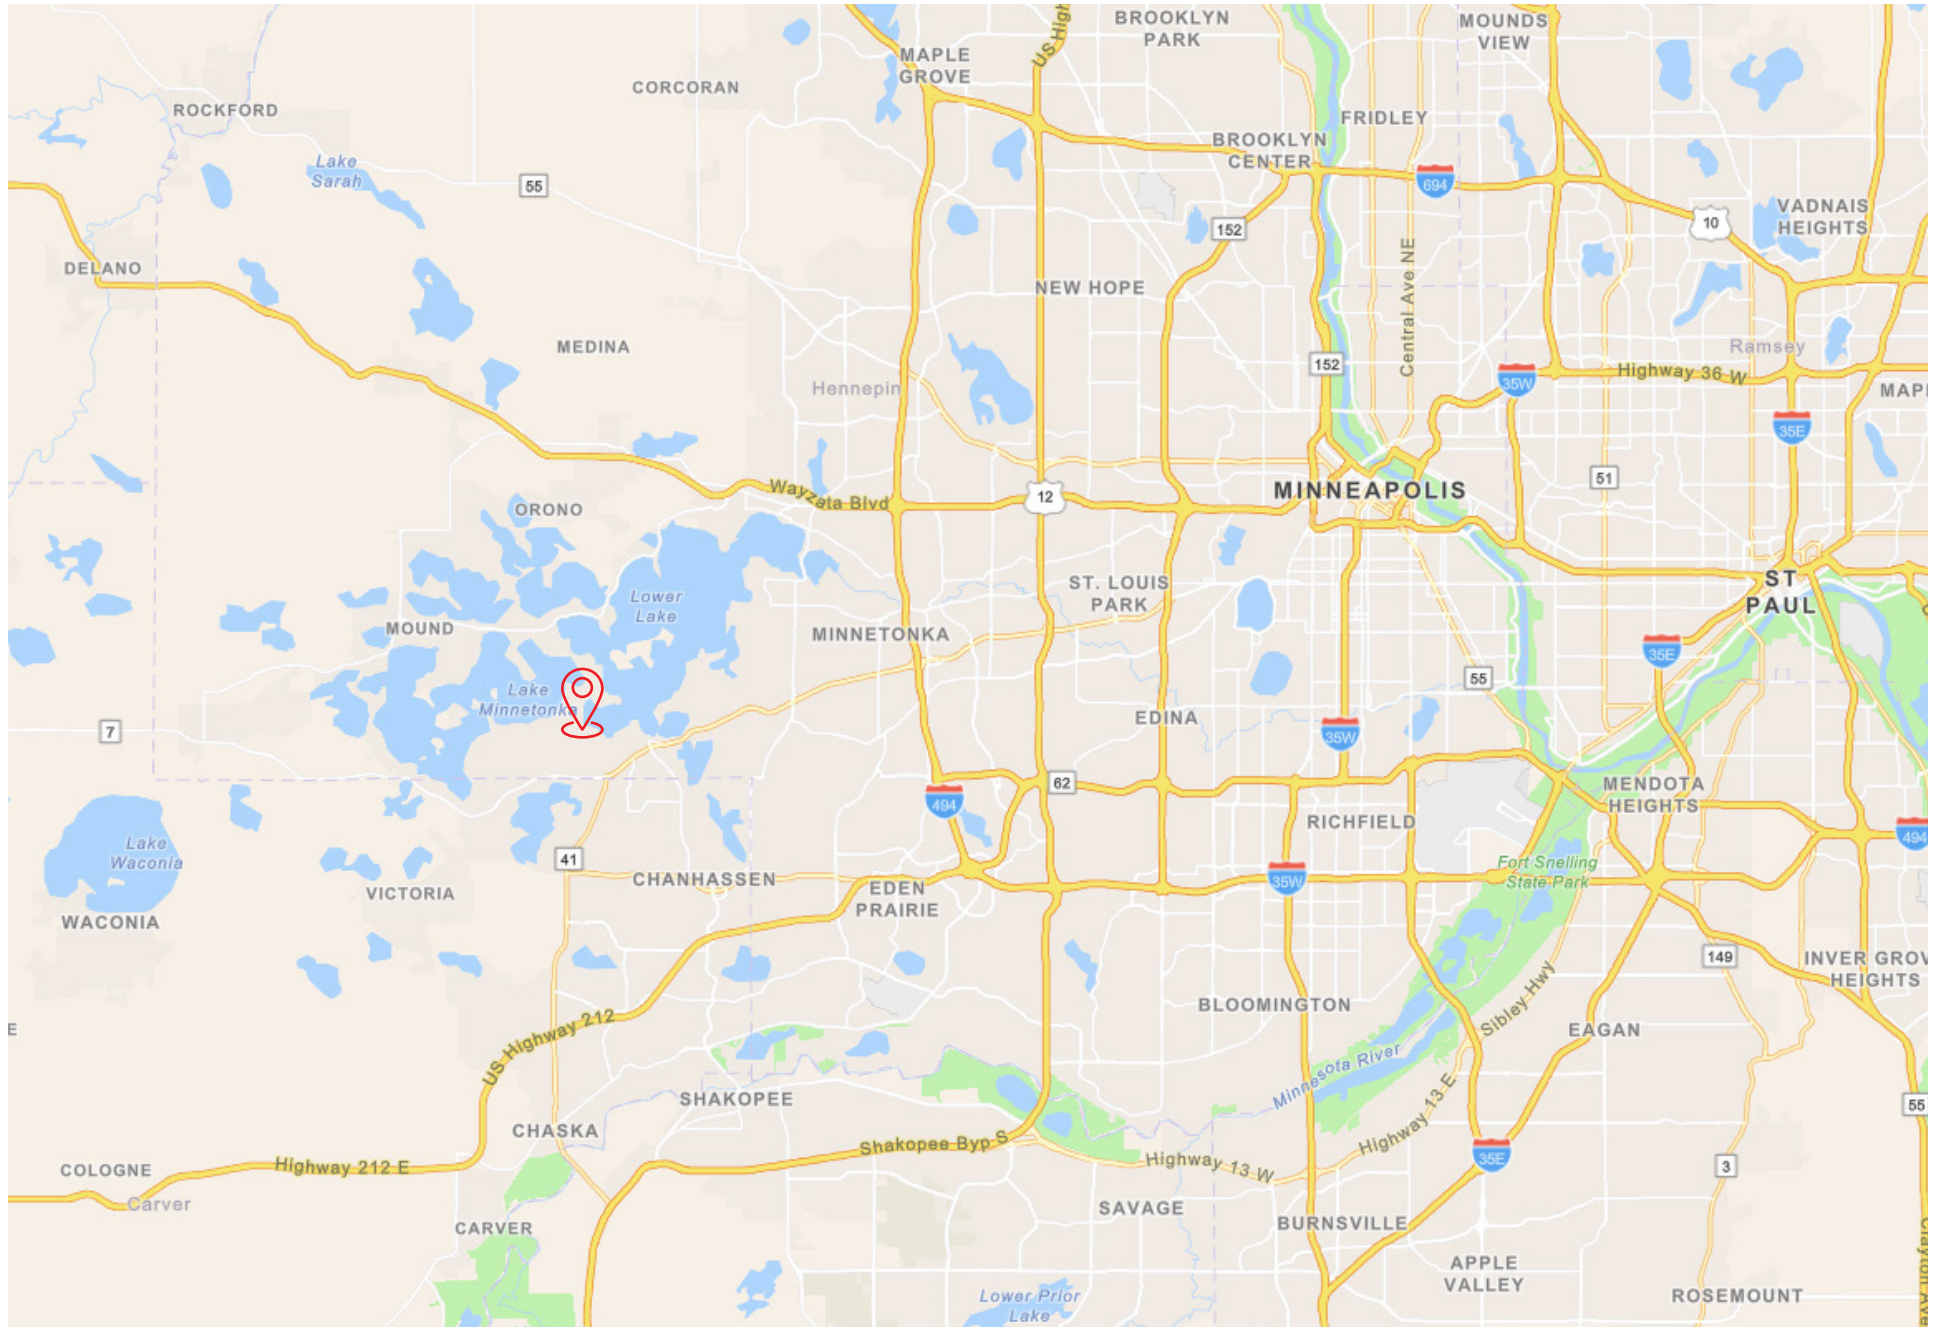 BROOKLYN
PARK
MOUNDS
VIEW
US High
MAPLE
GROVE
CORCORAN
ROCKFORD
FRIDLEY
BROOKLYN
CENTER
Lake
Sarah
55
694
VADNAIS
HEIGHTS
10
152
DELANO
NEW HOPE
Central Ave NE
MEDINA
Ramsey
152
Highway 36 W
35W
Hennepin
MAPL
35E
51
Wayzata Blvd
12
MINNEAPOLIS
ORONO
ST
PAUL
ST. LOUIS
PARK
Lower
Lake
MOUND
MINNETONKA
35E
55
Lake
Minnetonka
EDINA
7
35W
62
MENDOTA
HEIGHTS
494
RICHFIELD
494
Lake
Waconia
41
Fort Snelling
State Park
35W
CHANHASSEN
VICTORIA
EDEN
PRAIRIE
WACONIA
149
INVER GROV
HEIGHTS
BLOOMINGTON
Sibley Hwy
US Highway 212
E
EAGAN
Minnesota River
SHAKOPEE
55
CHASKA
Highway 13 E
Shakopee Byp S
35E
COLOGNE
Highway 212 E
Highway 13 W
3
Carver
SAVAGE
CARVER
BURNSVILLE
Clayton Ave
APPLE
VALLEY
Lower Prior
Lake
ROSEMOUNT